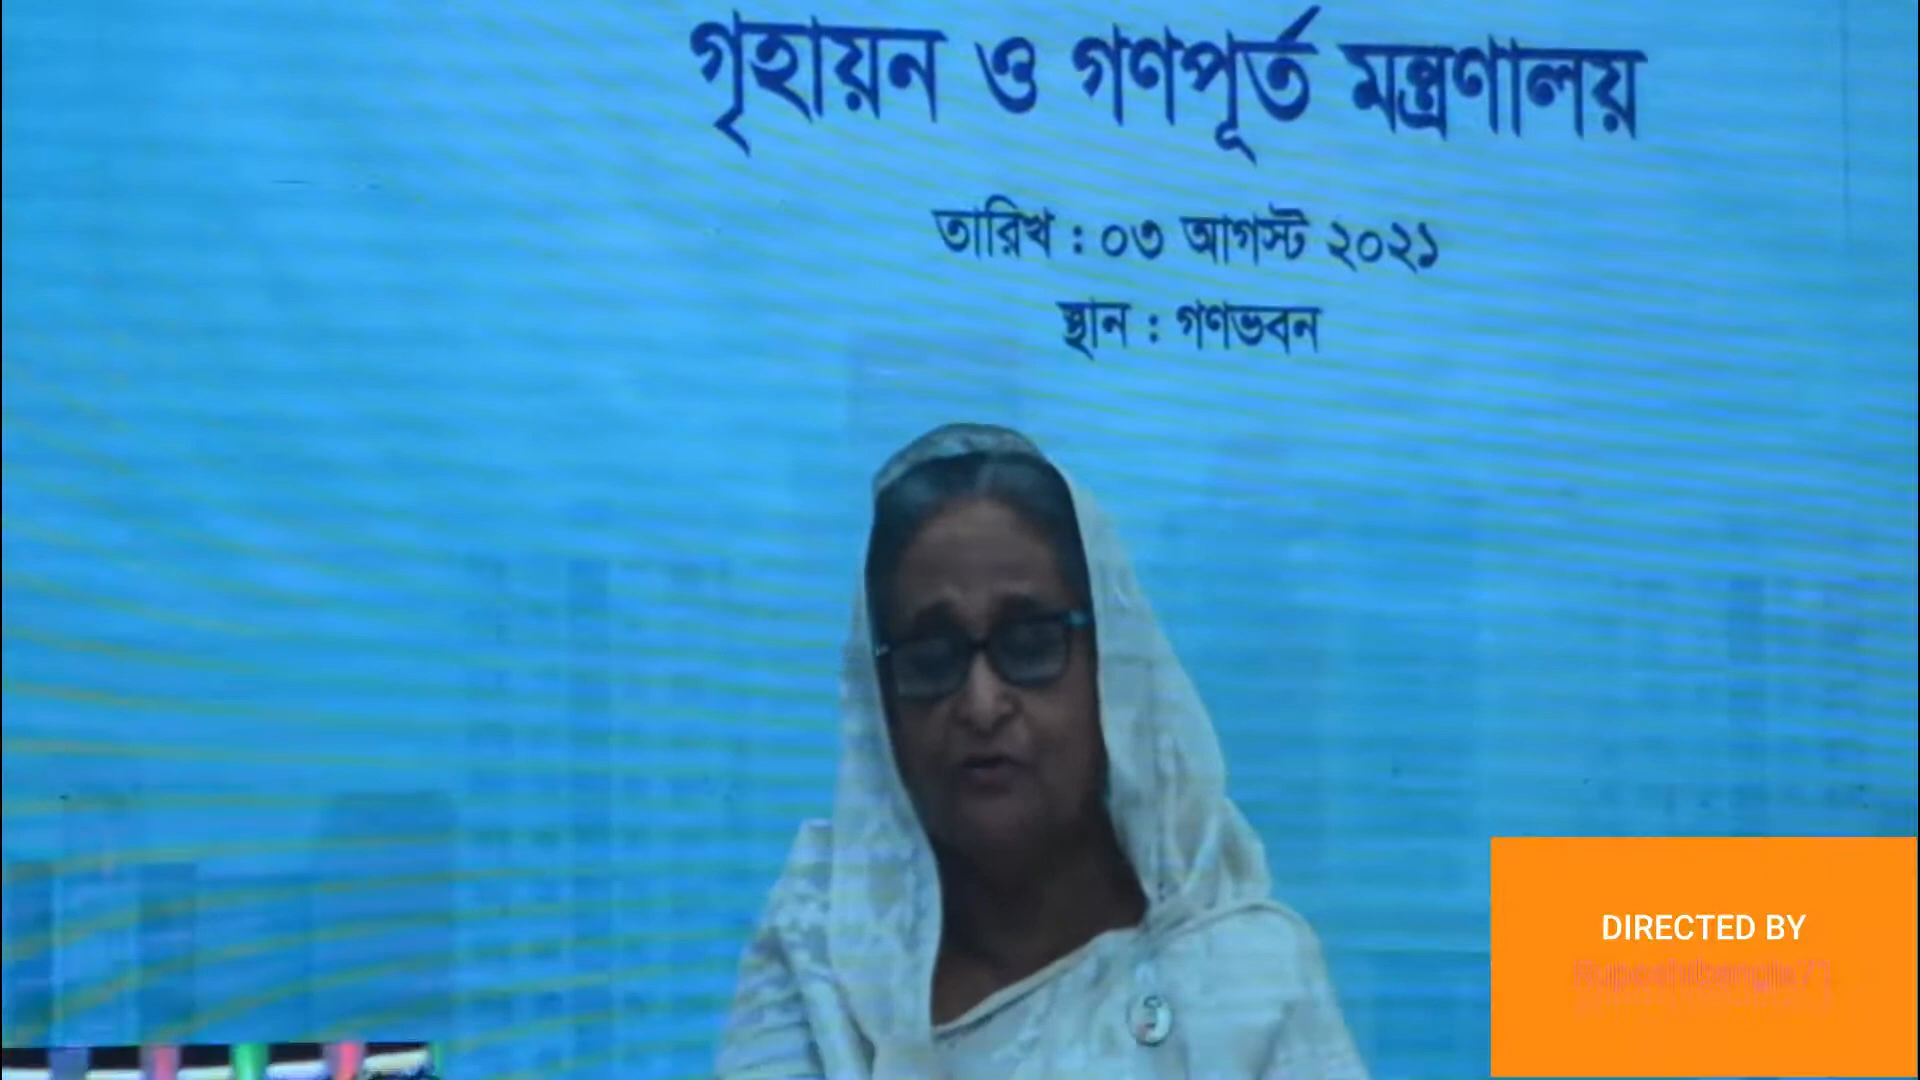 গৃহায়ন ও গণপূর্ত মন্ত্রণালয়
তারিখ : ০৩ আগস্ট ২০২১
স্থান : গণভবন
DIRECTED BY